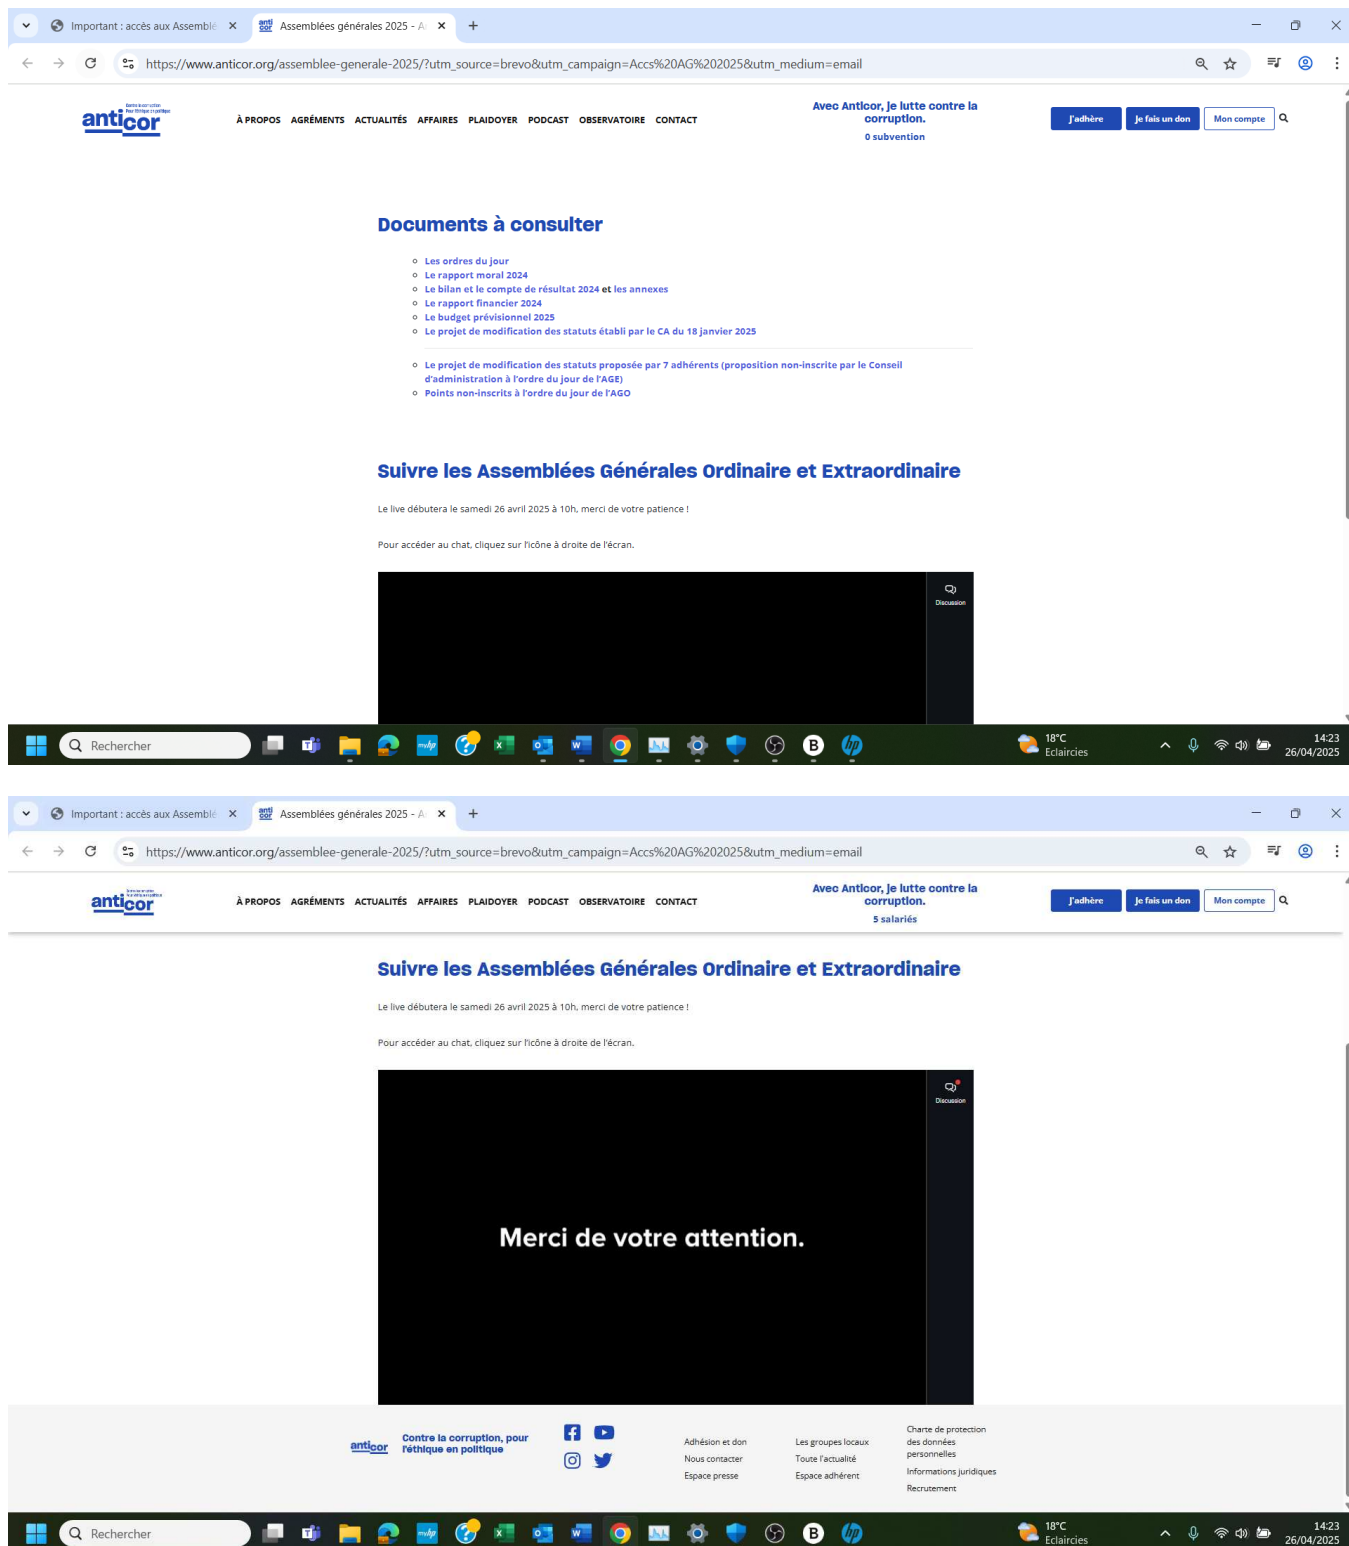 Important : accès aux Assemblé
Assemblées générales 2025 - A
https://www.anticor.org/assemblee-generale-2025/?utm_source=brevo&utm_campaign=Accs%20AG%202025&utm_medium=email
anticor
À PROPOS AGRÉMENTS ACTUALITÉS AFFAIRES PLAIDOYER PODCAST OBSERVATOIRE CONTACT
Avec Anticor, je lutte contre la
corruption.
0 subvention
J'adhère
Je fais un don
Mon compte
Documents à consulter
Les ordres du jour
Le rapport moral 2024
Le bilan et le compte de résultat 2024 et les annexes
Le rapport financier 2024
Le budget prévisionnel 2025
Le projet de modification des statuts établi par le CA du 18 janvier 2025
Le projet de modification des statuts proposée par 7 adhérents (proposition non-inscrite par le Conseil
d'administration à l'ordre du jour de l'AGE)
Points non-inscrits à l'ordre du jour de l'AGO
Suivre les Assemblées Générales Ordinaire et Extraordinaire
Le live débutera le samedi 26 avril 2025 à 10h, merci de votre patience !
Pour accéder au chat, cliquez sur l'icône à droite de l'écran.
Discussion
Rechercher
18°C
Eclaircies
14:23
26/04/2025
Important : accès aux Assemblé
Assemblées générales 2025 - A
https://www.anticor.org/assemblee-generale-2025/?utm_source=brevo&utm_campaign=Accs%20AG%202025&utm_medium=email
anticor
À PROPOS AGRÉMENTS ACTUALITÉS AFFAIRES PLAIDOYER PODCAST OBSERVATOIRE CONTACT
Avec Anticor, je lutte contre la
corruption.
5 salariés
J'adhère
Je fais un don
Mon compte
Suivre les Assemblées Générales Ordinaire et Extraordinaire
Le live débutera le samedi 26 avril 2025 à 10h, merci de votre patience !
Pour accéder au chat, cliquez sur l'icône à droite de l'écran.
Discussion
Merci de votre attention.
anticor
Contre la corruption, pour
l'éthique en politique
Adhésion et don
Nous contacter
Espace presse
Les groupes locaux
Toute l'actualité
Espace adhérent
Charte de protection
des données
personnelles
Informations juridiques
Recrutement
Rechercher
18°C
Eclaircies
14:23
26/04/2025